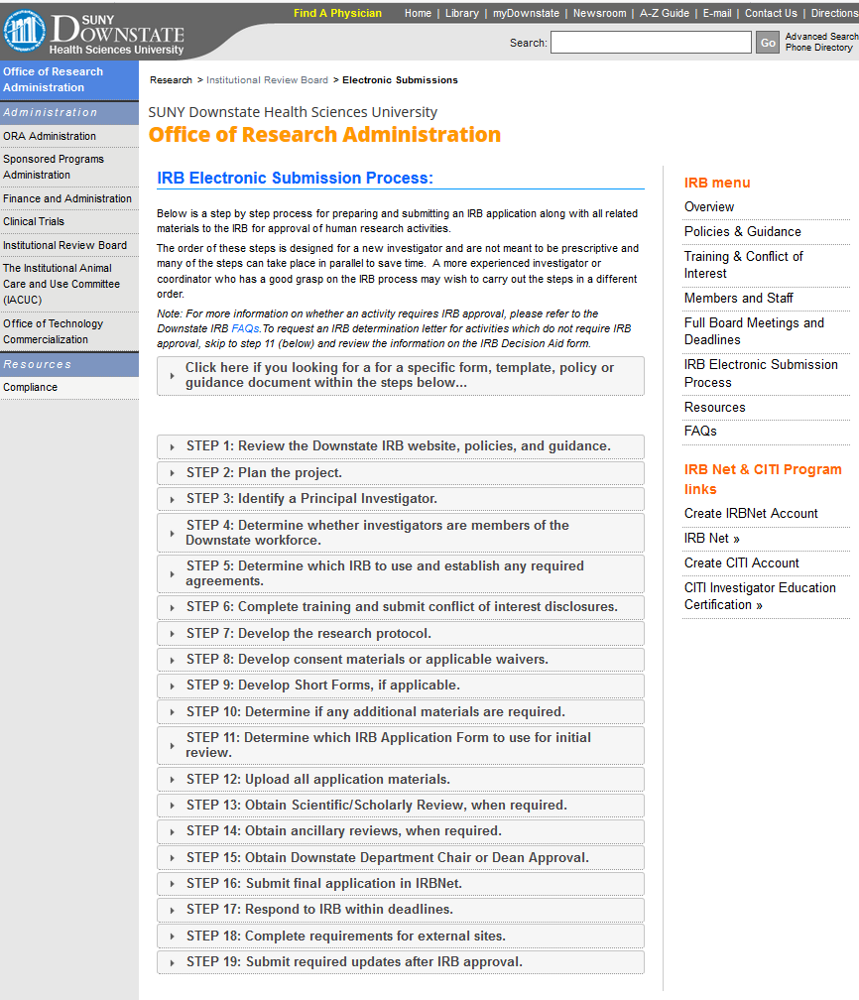 SUNY
DOWNSTATE
Health Sciences University
Find A Physician
Home | Library | myDownstate | Newsroom | A-Z Guide | E-mail | Contact Us | Directions
Search:
Go
Advanced Search
Phone Directory
Office of Research
Administration
Administration
ORA Administration
Sponsored Programs
Administration
Finance and Administration
Clinical Trials
Institutional Review Board
The Institutional Animal
Care and Use Committee
(IACUC)
Office of Technology
Commercialization
Resources
Compliance
Research > Institutional Review Board > Electronic Submissions
SUNY Downstate Health Sciences University
Office of Research Administration
IRB Electronic Submission Process:
Below is a step by step process for preparing and submitting an IRB application along with all related
materials to the IRB for approval of human research activities.
The order of these steps is designed for a new investigator and are not meant to be prescriptive and
many of the steps can take place in parallel to save time.  A more experienced investigator or
coordinator who has a good grasp on the IRB process may wish to carry out the steps in a different
order.
Note: For more information on whether an activity requires IRB approval, please refer to the
Downstate IRB FAQs.To request an IRB determination letter for activities which do not require IRB
approval, skip to step 11 (below) and review the information on the IRB Decision Aid form.
Click here if you looking for a for a specific form, template, policy or
guidance document within the steps below...
STEP 1: Review the Downstate IRB website, policies, and guidance.
STEP 2: Plan the project.
STEP 3: Identify a Principal Investigator.
STEP 4: Determine whether investigators are members of the
Downstate workforce.
STEP 5: Determine which IRB to use and establish any required
agreements.
STEP 6: Complete training and submit conflict of interest disclosures.
STEP 7: Develop the research protocol.
STEP 8: Develop consent materials or applicable waivers.
STEP 9: Develop Short Forms, if applicable.
STEP 10: Determine if any additional materials are required.
STEP 11: Determine which IRB Application Form to use for initial
review.
STEP 12: Upload all application materials.
STEP 13: Obtain Scientific/Scholarly Review, when required.
STEP 14: Obtain ancillary reviews, when required.
STEP 15: Obtain Downstate Department Chair or Dean Approval.
STEP 16: Submit final application in IRBNet.
STEP 17: Respond to IRB within deadlines.
STEP 18: Complete requirements for external sites.
STEP 19: Submit required updates after IRB approval.
IRB menu
Overview
Policies & Guidance
Training & Conflict of
Interest
Members and Staff
Full Board Meetings and
Deadlines
IRB Electronic Submission
Process
Resources
FAQs
IRB Net & CITI Program
links
Create IRBNet Account
IRB Net »
Create CITI Account
CITI Investigator Education
Certification »